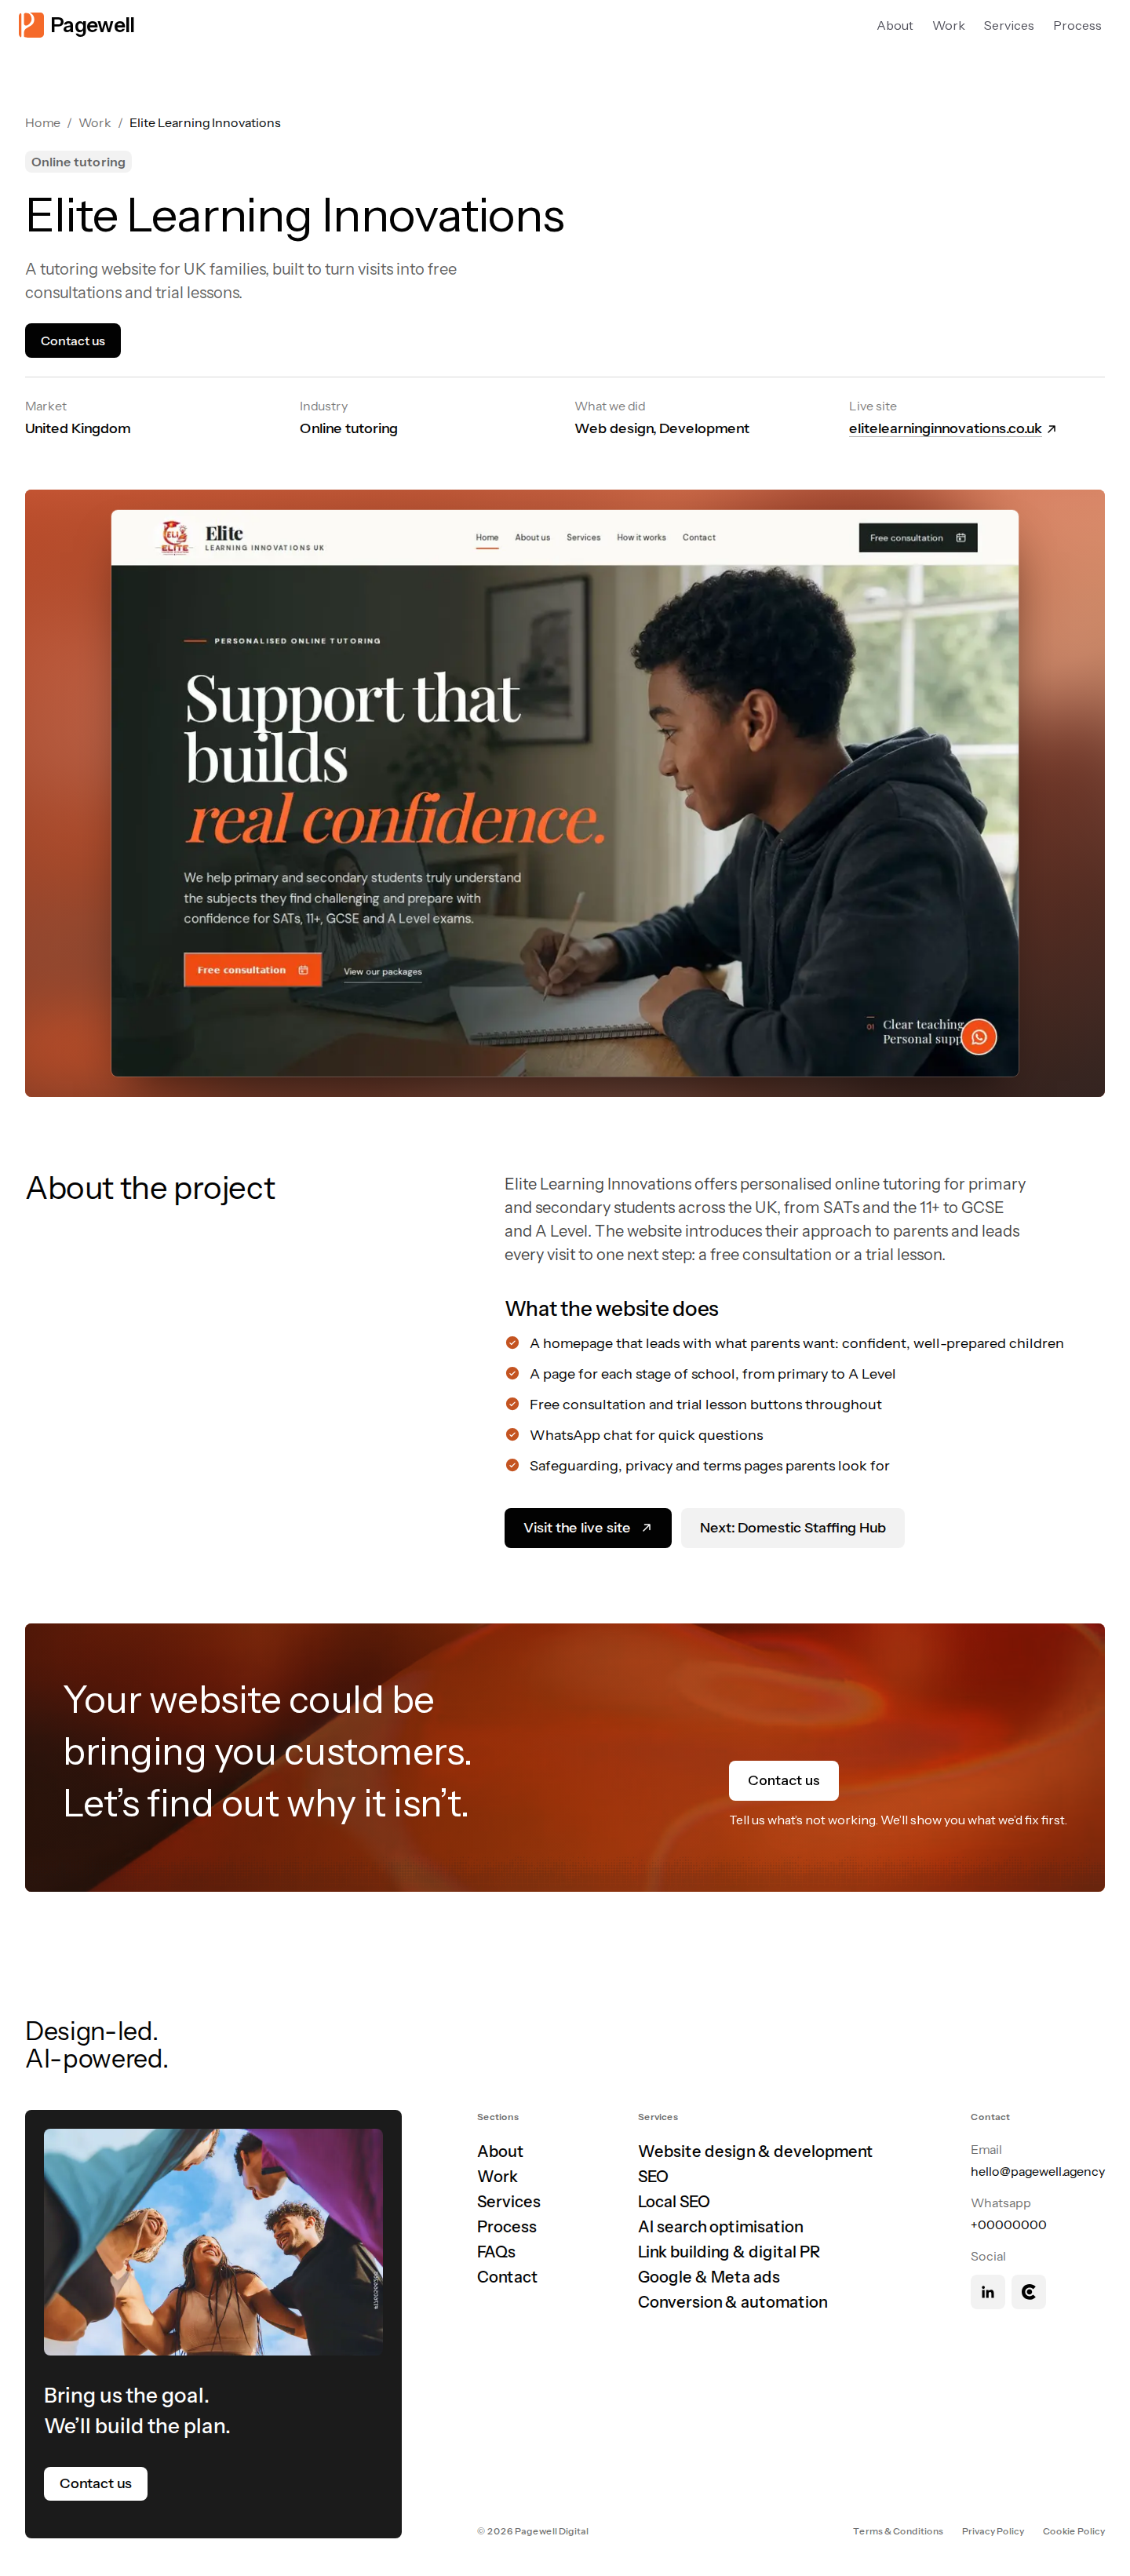 Pagewell
About Work Services Process
Home / Work / Elite Learning Innovations
Online tutoring
Elite Learning Innovations
A tutoring website for UK families, built to turn visits into free
consultations and trial lessons.
Contact us
Market
United Kingdom
Industry
Online tutoring
What we did
Web design, Development
Live site
elitelearninginnovations.co.uk
ELITE
Elite
LEARNING INNOVATIONS UK
Home About us Services How it works Contact
Free consultation
PERSONALISED ONLINE TUTORING
Support that
builds
real confidence.
We help primary and secondary students truly understand
the subjects they find challenging and prepare with
confidence for SATs, 11+, GCSE and A Level exams.
Free consultation
View our packages
01
Clear teaching
Personal supp
About the project
Elite Learning Innovations offers personalised online tutoring for primary
and secondary students across the UK, from SATs and the 11+ to GCSE
and A Level. The website introduces their approach to parents and leads
every visit to one next step: a free consultation or a trial lesson.
What the website does
A homepage that leads with what parents want: confident, well-prepared children
A page for each stage of school, from primary to A Level
Free consultation and trial lesson buttons throughout
WhatsApp chat for quick questions
Safeguarding, privacy and terms pages parents look for
Visit the live site
Next: Domestic Staffing Hub
Your website could be
bringing you customers.
Let’s find out why it isn’t.
Contact us
Tell us what’s not working. We’ll show you what we’d fix first.
Design-led.
AI-powered.
Bring us the goal.
We’ll build the plan.
Contact us
Sections
About
Work
Services
Process
FAQs
Contact
Services
Website design & development
SEO
Local SEO
AI search optimisation
Link building & digital PR
Google & Meta ads
Conversion & automation
Contact
Email
hello@pagewell.agency
Whatsapp
+00000000
Social
in
© 2026 Pagewell Digital
Terms & Conditions Privacy Policy Cookie Policy